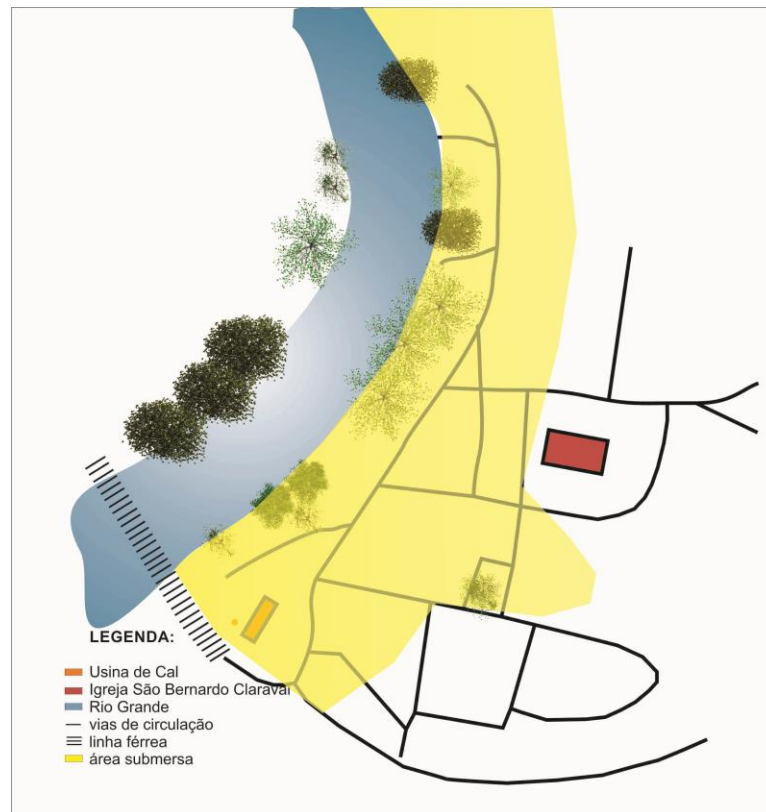 LEGENDA:
Usina de Cal
Igreja São Bernardo Claraval
Rio Grande
vias de circulação
linha férrea
área submersa